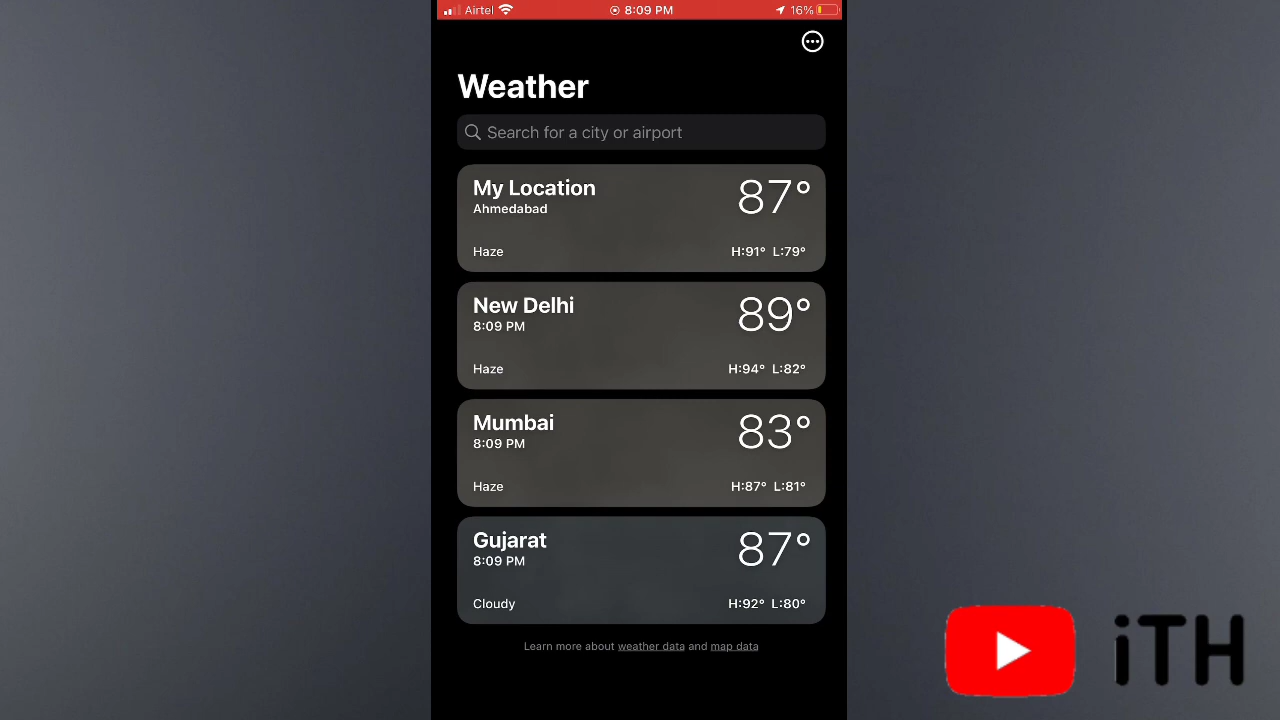 Airtel 8:09 PM 16%
Weather
Search for a city or airport
My Location 87°
Ahmedabad
Haze H:91° L:79°
New Delhi 89°
8:09 PM
Haze H:94° L:82°
Mumbai 83°
8:09 PM
Haze H:87° L:81°
Gujarat 87°
8:09 PM
Cloudy H:92° L:80°
Learn more about weather data and map data
iTH